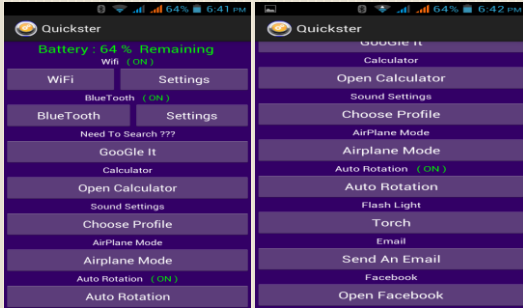 64% 6:41 PM
Quickster
Battery : 64 % Remaining
Wifi ( ON )
WiFi Settings
BlueTooth ( ON )
BlueTooth Settings
Need To Search ???
GooGle It
Calculator
Open Calculator
Sound Settings
Choose Profile
AirPlane Mode
Airplane Mode
Auto Rotation ( ON )
Auto Rotation
64% 6:42 PM
Quickster
GooGle It
Calculator
Open Calculator
Sound Settings
Choose Profile
AirPlane Mode
Airplane Mode
Auto Rotation ( ON )
Auto Rotation
Flash Light
Torch
Email
Send An Email
Facebook
Open Facebook